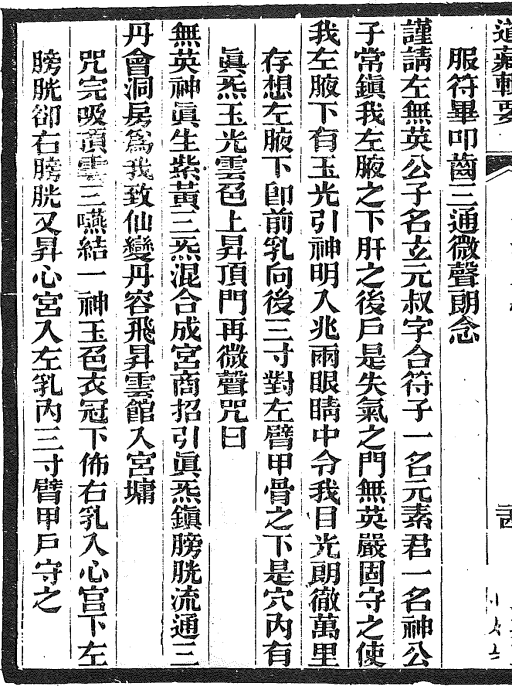 道藏輯要
服符畢叩齒三通微聲朗念
謹請左無英公子名玄元叔字合符子一名元素君一名神公
子常鎮我左腋之下肝之後戶是失氣之門無英嚴固守之使
我左腋下有玉光引神明入兆兩眼睛中令我目光朗徹萬里
存想左腋下卽前乳向後三寸對左臂甲骨之下是穴內有
眞炁玉光雲色上昇頂門再微聲咒曰
無英神眞生紫黃三炁混合成宮商招引眞炁鎮膀胱流通三
丹會洞房爲我致仙變丹容飛昇雲館入宮墉
咒完吸頂雲三嚥結一神玉色衣冠下佈右乳入心宮下左
膀胱卻右膀胱又昇心宮入左乳內三寸臂甲戶守之